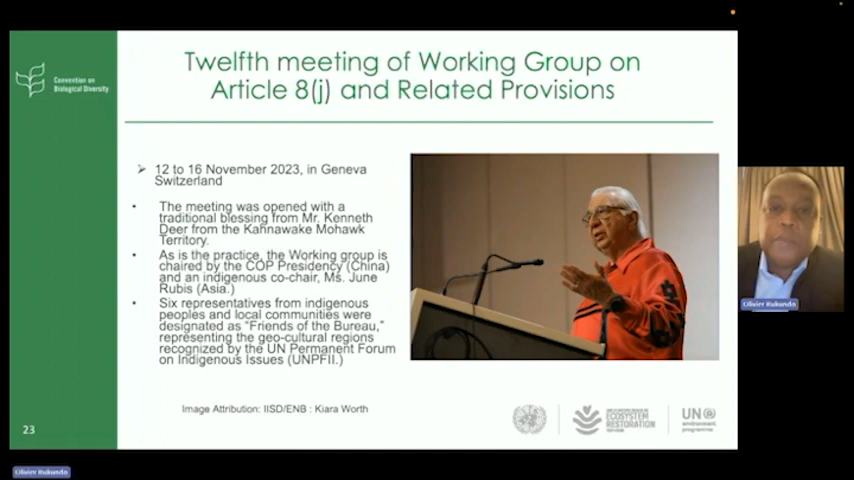 Convention on
Biological Diversity
Twelfth meeting of Working Group on
Article 8(j) and Related Provisions
12 to 16 November 2023, in Geneva
Switzerland
The meeting was opened with a
traditional blessing from Mr. Kenneth
Deer from the Kahnawake Mohawk
Territory.
As is the practice, the Working group is
chaired by the COP Presidency (China)
and an indigenous co-chair, Ms. June
Rubis (Asia.)
Six representatives from indigenous
peoples and local communities were
designated as “Friends of the Bureau,”
representing the geo-cultural regions
recognized by the UN Permanent Forum
on Indigenous Issues (UNPFII.)
Image Attribution: IISD/ENB : Kiara Worth
23
ECOSYSTEM
RESTORATION
UN
environment
programme
Olivier Rukundo
Olivier Rukundo